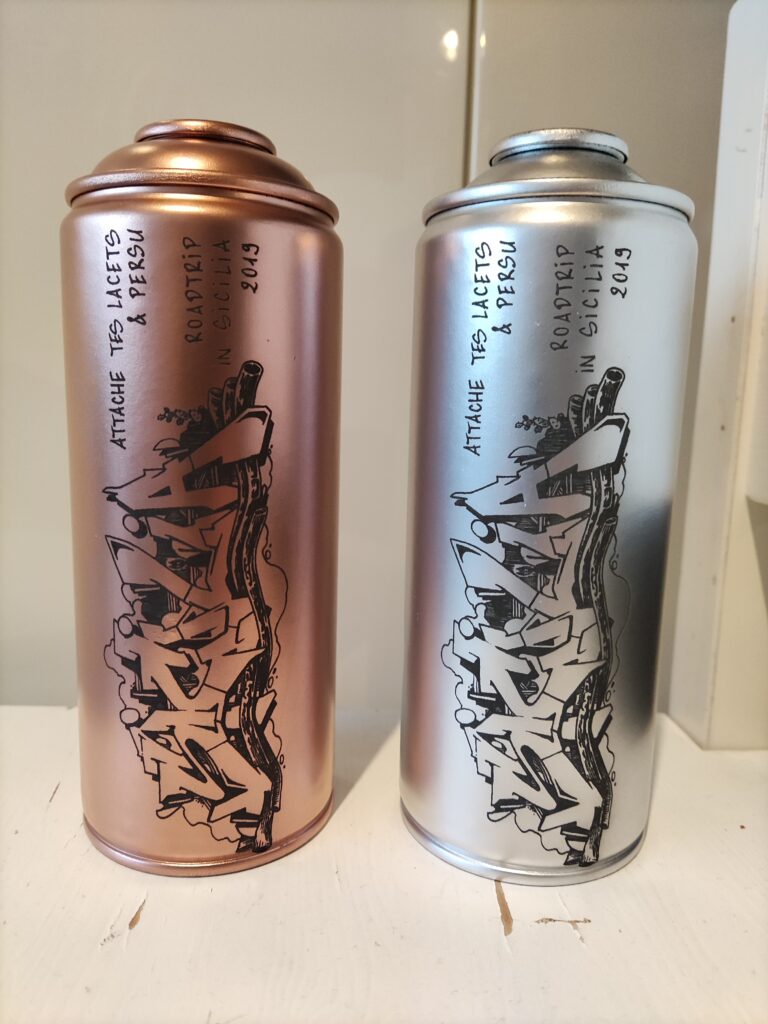 ATTACHE TES LACETS
& PERSU
ROADTRiP
iN SiCiLiA
2019
ATTACHE TES LACETS
& PERSU
ROADTRiP
iN SiCiLiA
2019